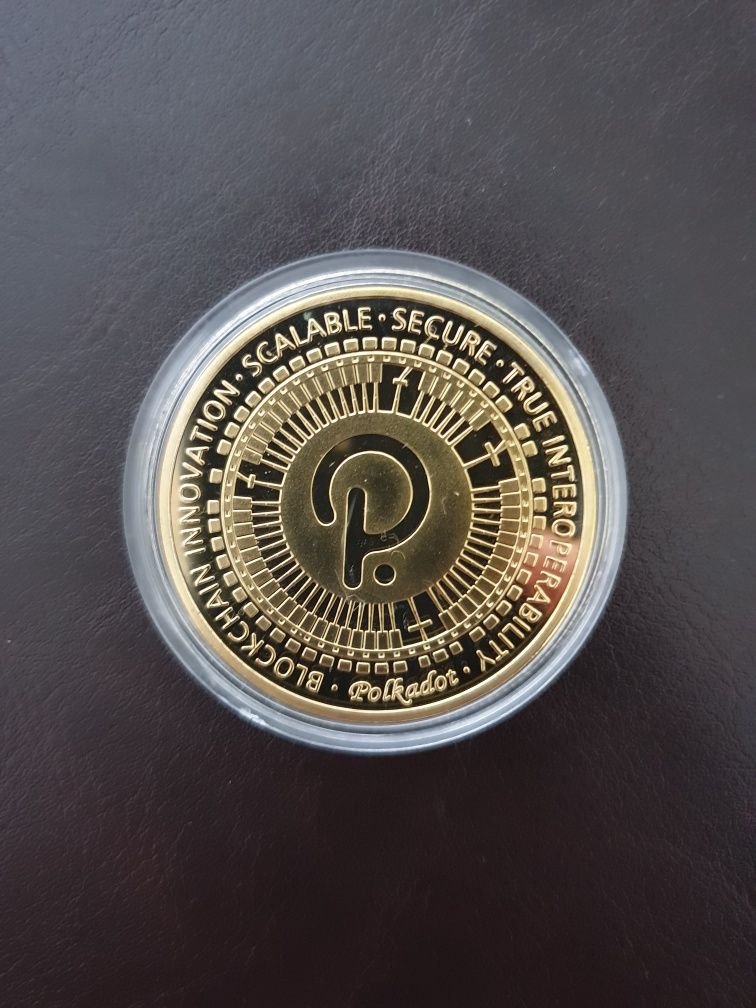 BLOCKCHAIN INNOVATION · SCALABLE · SECURE · TRUE INTEROPERABILITY ·
Polkadot ·